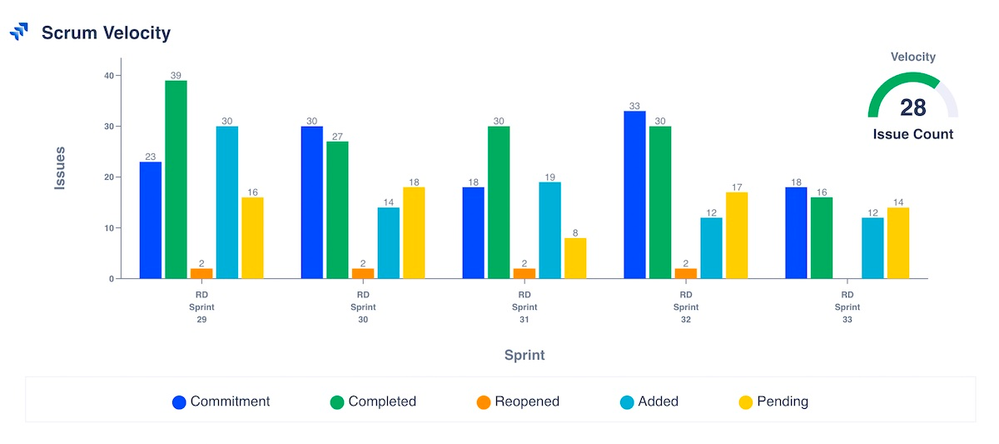 Scrum Velocity
Velocity
28
Issue Count
Issues
40
30
20
10
0
23 39 2 30 16
30 27 2 14 18
18 30 2 19 8
33 30 2 12 17
18 16 12 14
RD Sprint 29
RD Sprint 30
RD Sprint 31
RD Sprint 32
RD Sprint 33
Sprint
Commitment Completed Reopened Added Pending